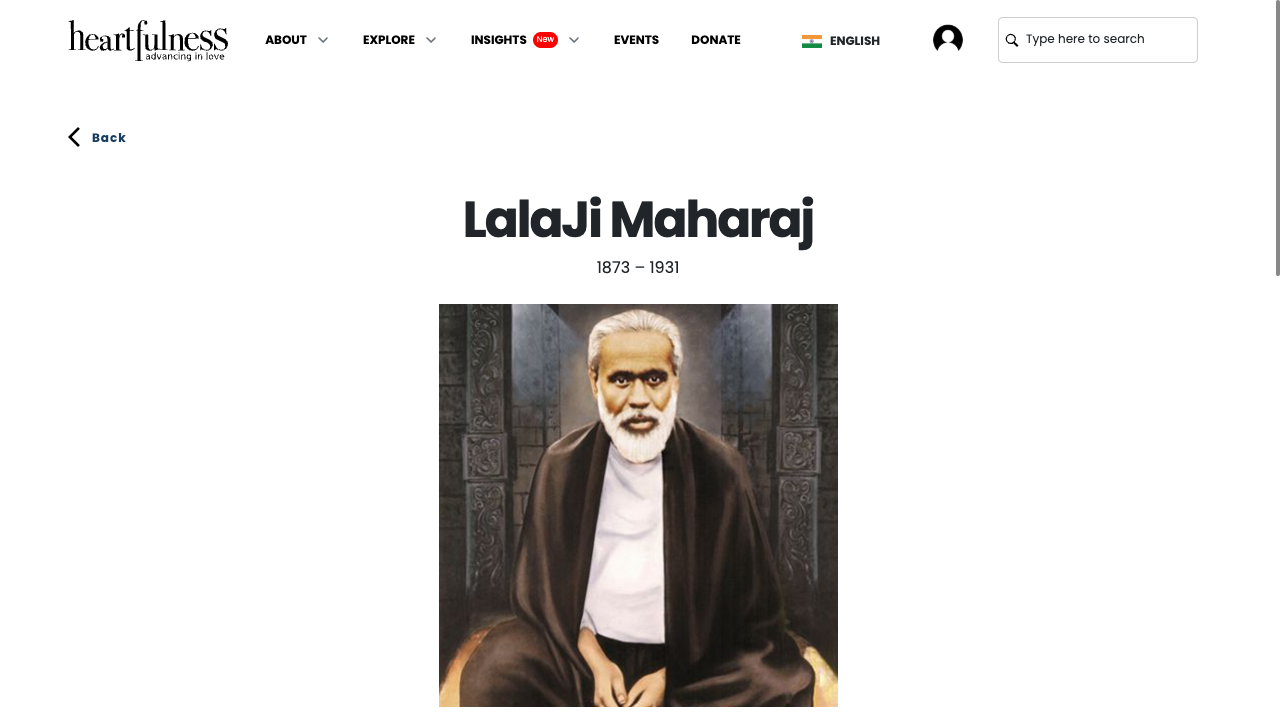 heartfulness
advancing in love
ABOUT
EXPLORE
INSIGHTS New
EVENTS
DONATE
ENGLISH
Type here to search
Back
LalaJi Maharaj
1873 – 1931